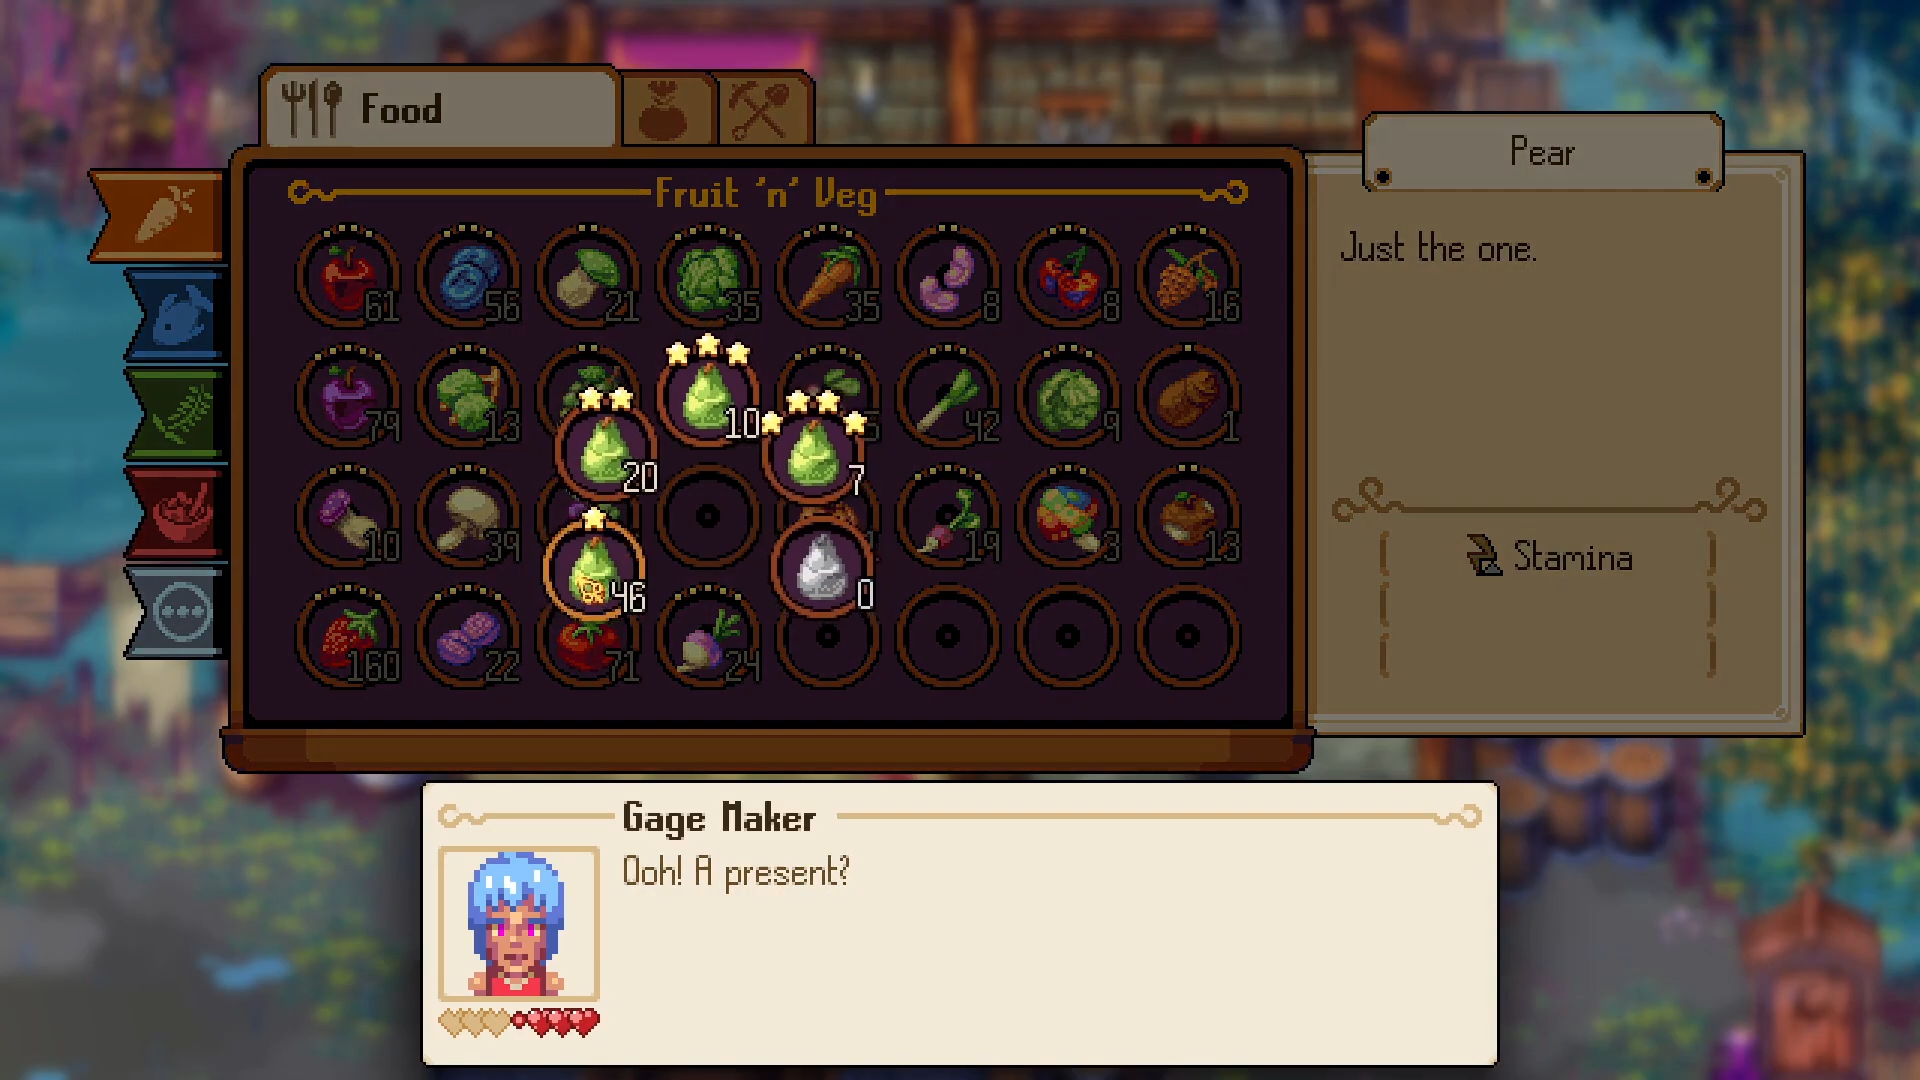 Food
Pear
Fruit 'n' Veg
Just the one.
61 56 21 35 35 8 8 16
79 13 10 42 9 1
20 7
10 39 19 3 13
46 0
Stamina
160 22 71 24
Gage Maker
Ooh! A present?